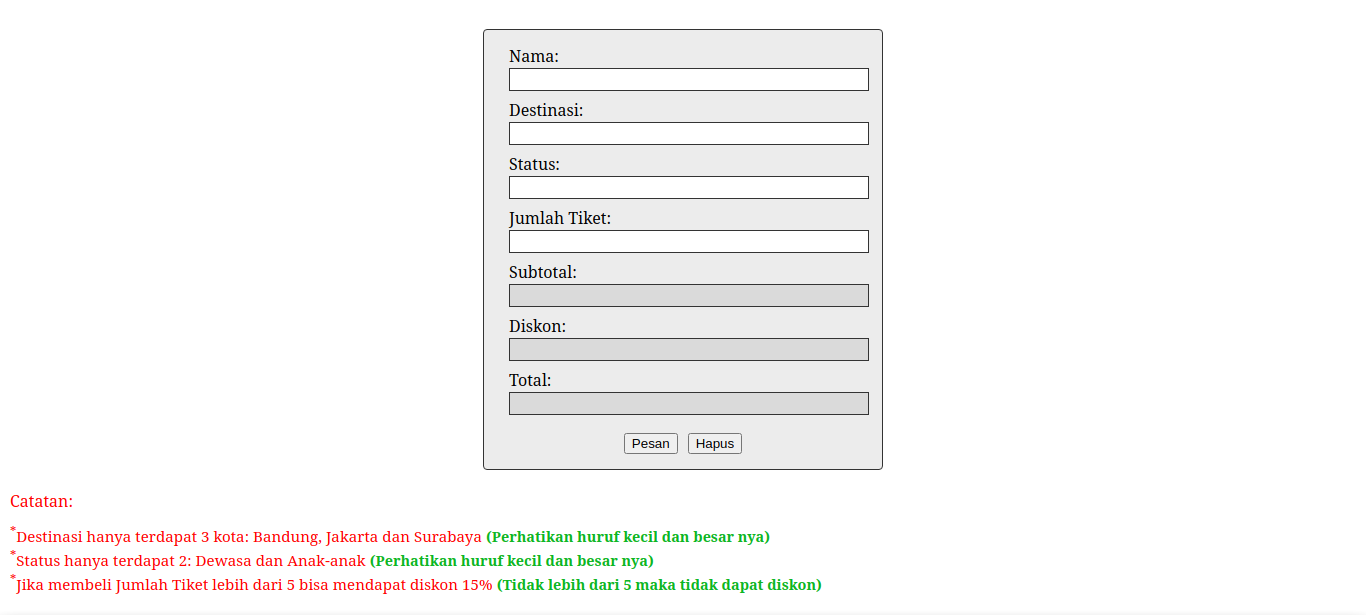 Nama:
Destinasi:
Status:
Jumlah Tiket:
Subtotal:
Diskon:
Total:
Pesan Hapus
Catatan:
*Destinasi hanya terdapat 3 kota: Bandung, Jakarta dan Surabaya (Perhatikan huruf kecil dan besar nya)
*Status hanya terdapat 2: Dewasa dan Anak-anak (Perhatikan huruf kecil dan besar nya)
*Jika membeli Jumlah Tiket lebih dari 5 bisa mendapat diskon 15% (Tidak lebih dari 5 maka tidak dapat diskon)